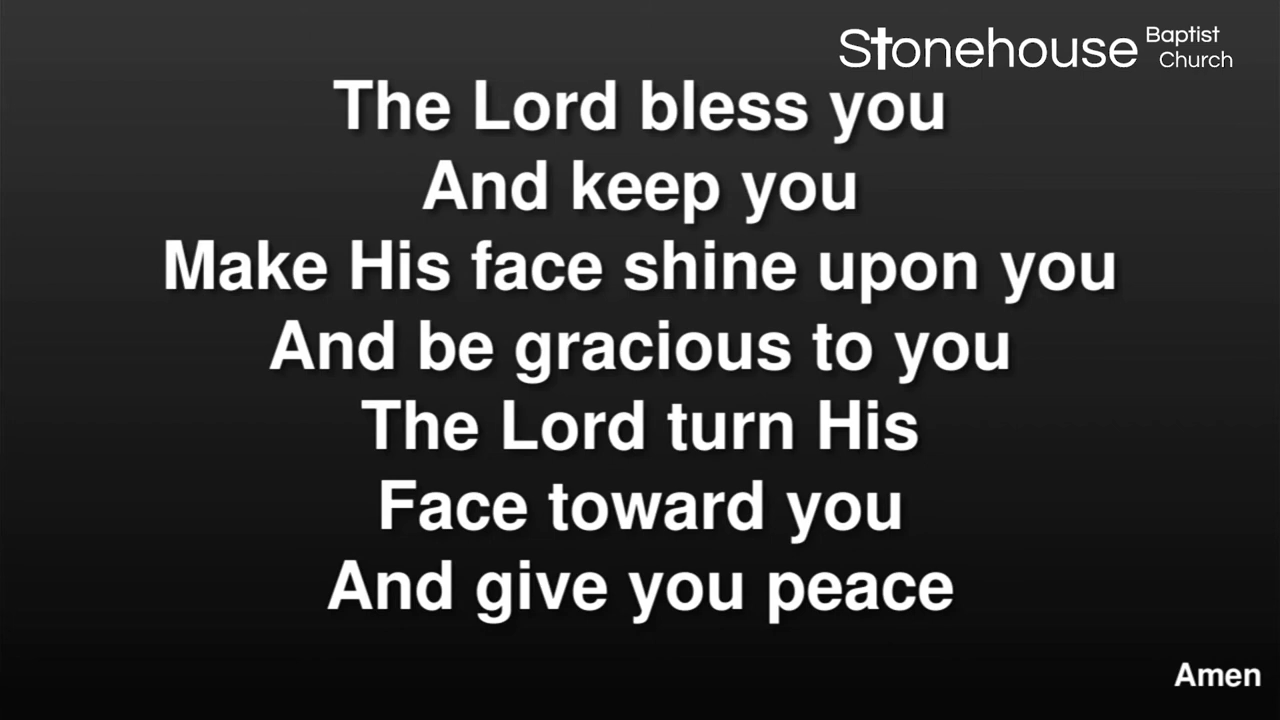 Stonehouse Baptist Church
The Lord bless you
And keep you
Make His face shine upon you
And be gracious to you
The Lord turn His
Face toward you
And give you peace
Amen